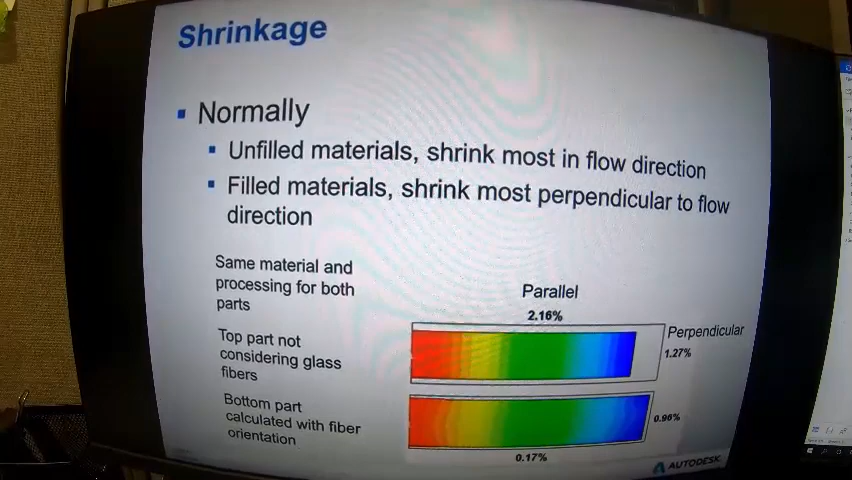 Shrinkage
Normally
Unfilled materials, shrink most in flow direction
Filled materials, shrink most perpendicular to flow
direction
Same material and
processing for both
parts
Parallel
2.16%
Perpendicular
1.27%
Top part not
considering glass
fibers
Bottom part
calculated with fiber
orientation
0.96%
0.17%
AUTODESK